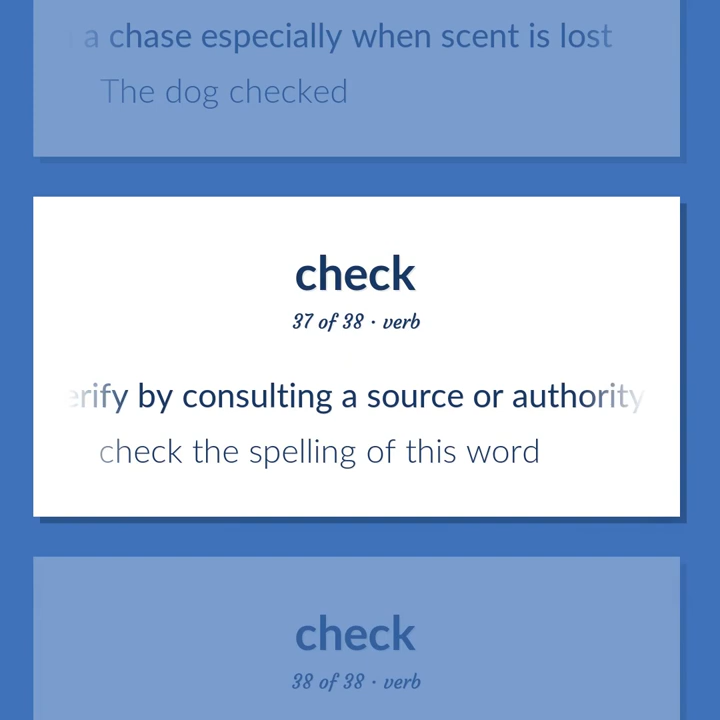 a chase especially when scent is lost
The dog checked
check
37 of 38 · verb
erify by consulting a source or authority
check the spelling of this word
check
38 of 38 · verb